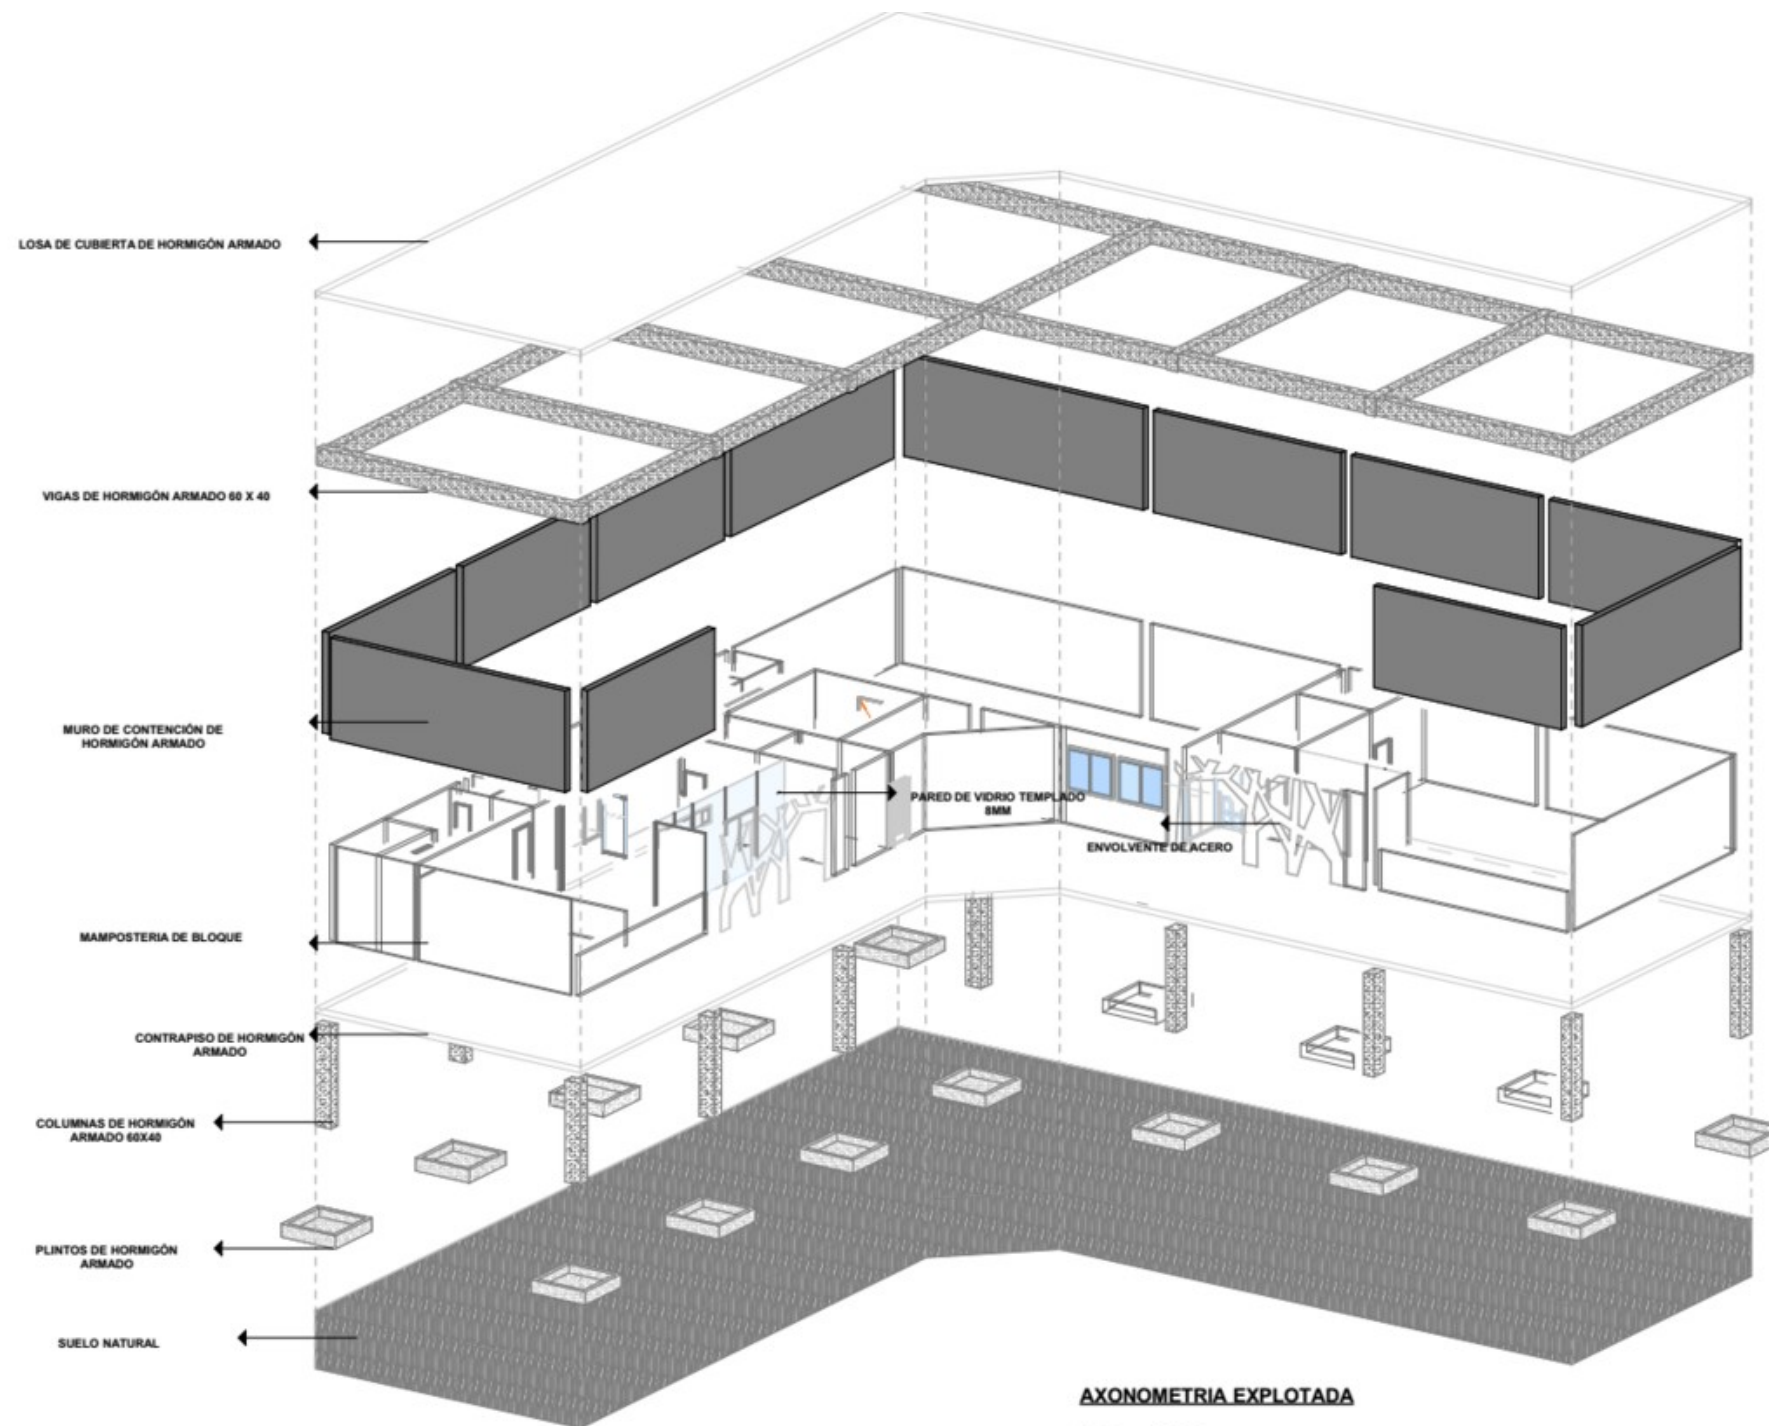 LOSA DE CUBIERTA DE HORMIGÓN ARMADO
VIGAS DE HORMIGÓN ARMADO 60 X 40
MURO DE CONTENCIÓN DE
HORMIGÓN ARMADO
PARED DE VIDRIO TEMPLADO
8MM
ENVOLVENTE DE ACERO
MAMPOSTERIA DE BLOQUE
CONTRAPISO DE HORMIGÓN
ARMADO
COLUMNAS DE HORMIGÓN
ARMADO 60X40
PLINTOS DE HORMIGÓN
ARMADO
SUELO NATURAL
AXONOMETRIA EXPLOTADA